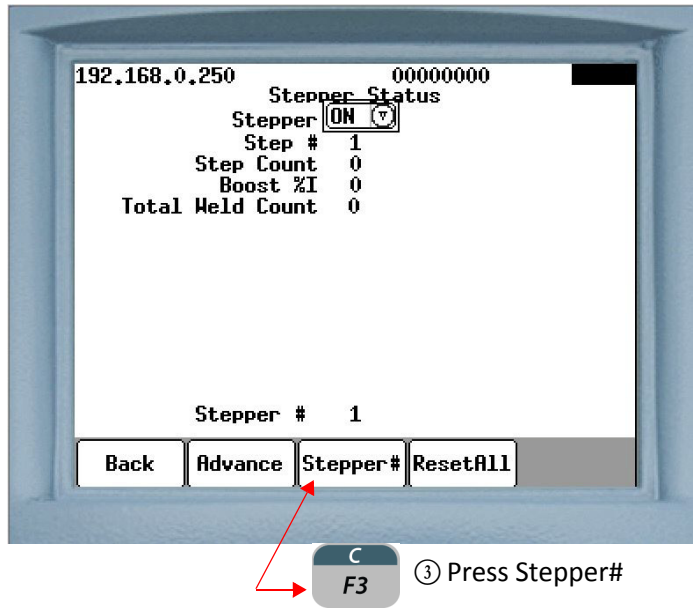 192.168.0.250 00000000
Stepper Status
Stepper ON
Step # 1
Step Count 0
Boost %I 0
Total Weld Count 0
Stepper # 1
Back Advance Stepper# ResetAll
C
F3 ③ Press Stepper#